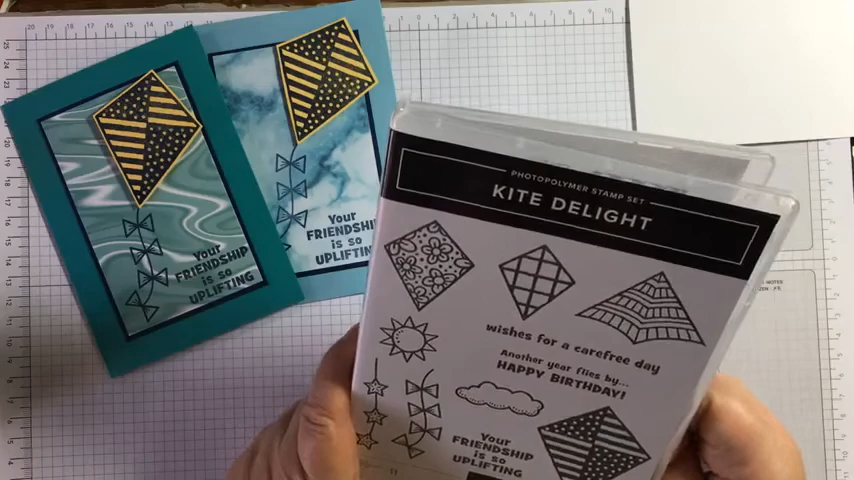 Your
FRIENDSHIP
is so
UPLIFTING
Your
FRIENDSHIP
is so
UPLIFTING
PHOTOPOLYMER STAMP SET
KITE DELIGHT
wishes for a carefree day
Another year flies by...
HAPPY BIRTHDAY!
Your
FRIENDSHIP
is so
UPLIFTING
11